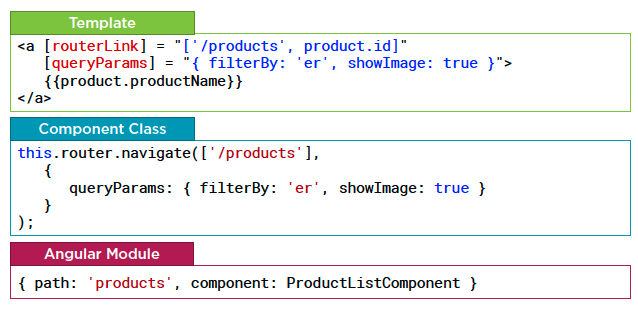 Template
<a [routerLink] = "['/products', product.id]"
   [queryParams] = "{ filterBy: 'er', showImage: true }">
   {{product.productName}}
</a>
Component Class
this.router.navigate(['/products'],
   {
      queryParams: { filterBy: 'er', showImage: true }
   }
);
Angular Module
{ path: 'products', component: ProductListComponent }